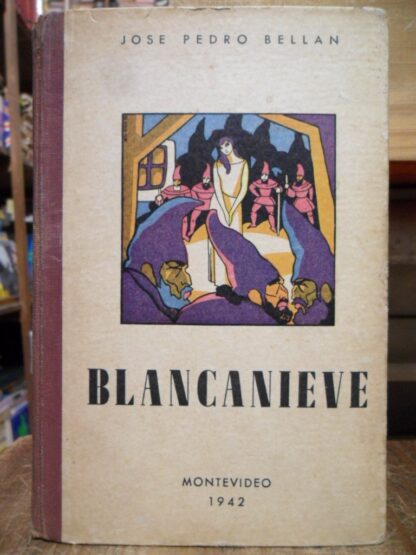 JOSE PEDRO BELLAN
BLANCANIEVE
MONTEVIDEO
1942